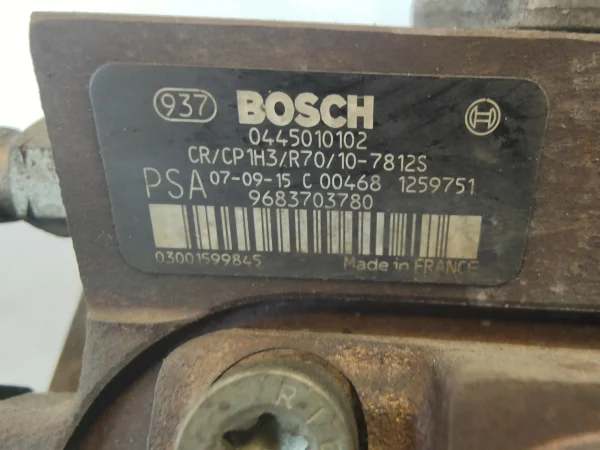 937 BOSCH
0445010102
CR/CP1H3/R70/10-7812S
PSA 07-09-15 C 00468 1259751
9683703780
03001599845 Made in FRANCE